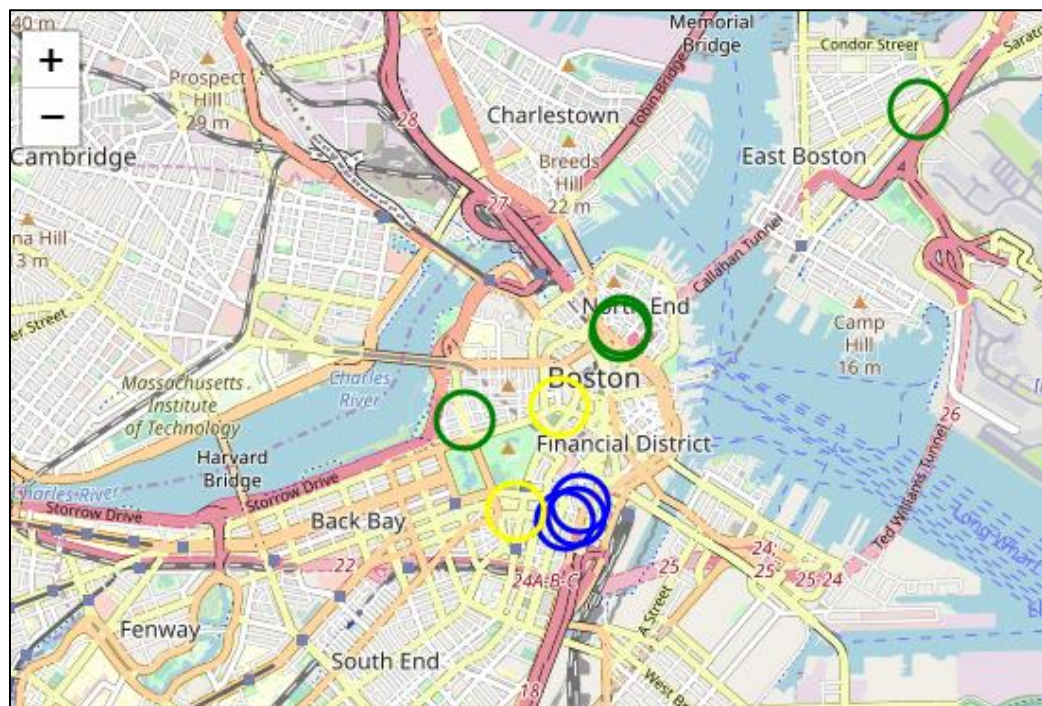 40 m
Memorial
Bridge
+
−
Prospect
Hill
29 m
28
Charlestown
Tobin Bridge
Condor Street
Cambridge
Breeds
Hill
22 m
East Boston
27
na Hill
3 m
Callahan Tunnel
North End
er Street
Camp
Hill
16 m
Massachusetts
Institute
of Technology
Charles
River
Boston
26
Financial District
Harvard
Bridge
Charles River
Storrow Drive
Storrow Drive
Back Bay
Ted Williams Tunnel
Long Wharf
22
24A-B-C
25
24;
25
25-24
A Street
Fenway
South End
18